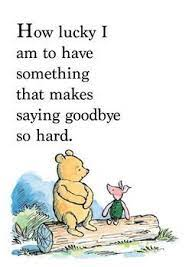 How lucky I
am to have
something
that makes
saying goodbye
so hard.